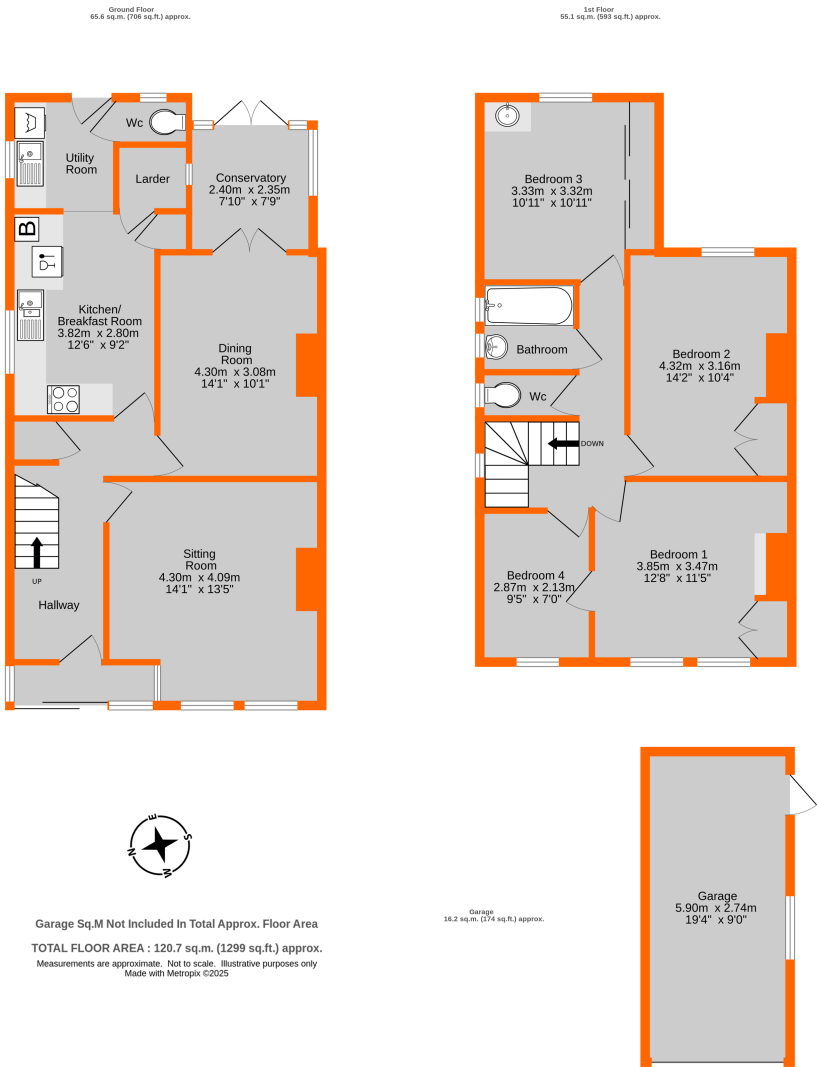 Ground Floor
65.6 sq.m. (706 sq.ft.) approx.
1st Floor
55.1 sq.m. (593 sq.ft.) approx.
Wc
Utility
Room
Larder
Conservatory
2.40m x 2.35m
7'10" x 7'9"
B
Kitchen/
Breakfast Room
3.82m x 2.80m
12'6" x 9'2"
Dining
Room
4.30m x 3.08m
14'1" x 10'1"
Sitting
Room
4.30m x 4.09m
14'1" x 13'5"
UP
Hallway
Bedroom 3
3.33m x 3.32m
10'11" x 10'11"
Bathroom
Wc
DOWN
Bedroom 2
4.32m x 3.16m
14'2" x 10'4"
Bedroom 1
3.85m x 3.47m
12'8" x 11'5"
Bedroom 4
2.87m x 2.13m
9'5" x 7'0"
E
S
N
W
Garage
16.2 sq.m. (174 sq.ft.) approx.
Garage
5.90m x 2.74m
19'4" x 9'0"
Garage Sq.M Not Included In Total Approx. Floor Area
TOTAL FLOOR AREA : 120.7 sq.m. (1299 sq.ft.) approx.
Measurements are approximate. Not to scale. Illustrative purposes only
Made with Metropix ©2025